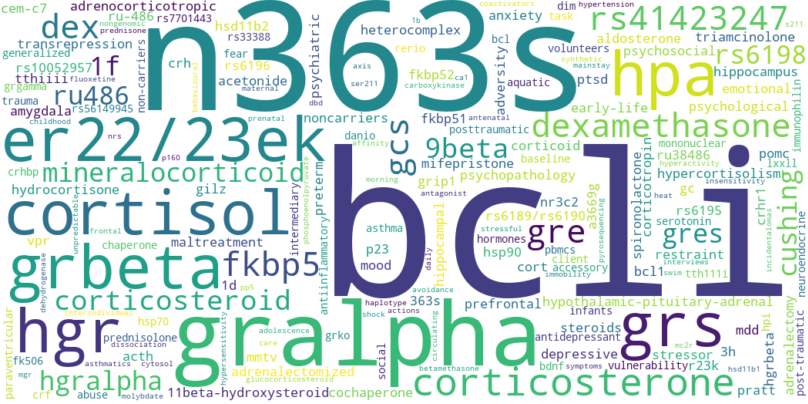 cem-c7 adrenocorticotropic nongenomic prednisone rs7701443 1b n363s coactivators dim hypertension s211
dex ru-486 transrepression 1f hsd11b2 heterocomplex anxiety task rs41423247
generalized rs33388 crh fear rerio bcl volunteers aldosterone triamcinolone
rs10052957 tthiiii fluoxetine non-carriers rs6196 axis psychiatric adversity ptsd psychosocial rs6198
grgamma ru486 acetonide fkbp52 ca1 aquatic synthetic mainstay hpa hippocampus
trauma rs56149945 maternal ser211 carboxykinase early-life emotional
amygdala behavioural dbd noncarriers fkbp51 antenatal dexamethasone psychological immunophilin
childhood prenatal danio posttraumatic
er22/23ek nrs p160 affinity gcs 9beta corticoid mononuclear pomc
crhbp mineralocorticoid morning mifepristone baseline ru38486 hyperactivity lxxll
hydrocortisone gilz antagonist grip1 psychopathology hypercortisolism
cortisol intermediary phosphoenolpyruvate preterm bcli nr3c2 a3669g spironolactone corticotropin gc insensitivity crhr1 cushing
unpredictable frontal antiinflammatory asthma stressful rs6189/rs6190 rs6195 heat
vpr maltreatment p23 hippocampal hormones gre pyrosequencing serotonin incidentalomas neuroendocrine
chaperone hsp90 pbmcs gres restraint interviews
grbeta fkbp5 mood daily cort client accessory bcl1 swim tth111i
dehydrogenase 1d pp5 363s avoidance immobility
corticosteroid haplotype prefrontal hypothalamic-pituitary-adrenal
paraventricular hgr interindividual hsp70 gralpha actions shock infants grs mc2r hpi adrenalectomy post-traumatic
prednisolone dissociation hypersensitivity adolescence grko social circulating steroids antidepressant mdd
fk506 acth mmtv care betamethasone depressive stressor 3h hgrbeta
asthmatics cytosol adrenalectomized symptoms
mgr hgralpha glucocorticosteroid bdnf vulnerability r23k hsd11b1
crf abuse molybdate 11beta-hydroxysteroid cochaperone corticosterone pratt